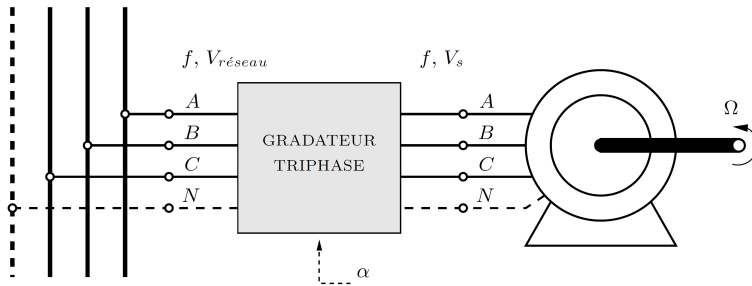 f, V_réseau
f, V_s
A
B
C
N
GRADATEUR
TRIPHASE
A
B
C
N
Ω
α